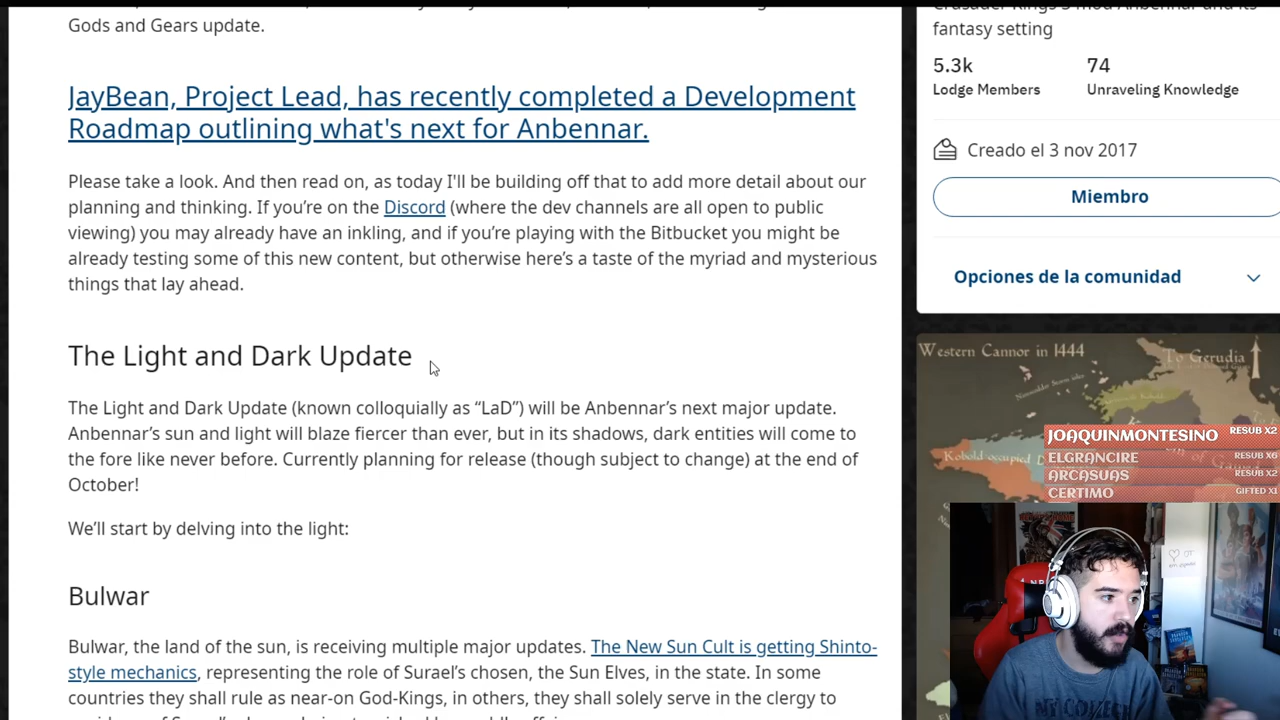 Gods and Gears update.
JayBean, Project Lead, has recently completed a Development
Roadmap outlining what's next for Anbennar.
Please take a look. And then read on, as today I'll be building off that to add more detail about our
planning and thinking. If you’re on the Discord (where the dev channels are all open to public
viewing) you may already have an inkling, and if you’re playing with the Bitbucket you might be
already testing some of this new content, but otherwise here’s a taste of the myriad and mysterious
things that lay ahead.
The Light and Dark Update
The Light and Dark Update (known colloquially as “LaD”) will be Anbennar’s next major update.
Anbennar’s sun and light will blaze fiercer than ever, but in its shadows, dark entities will come to
the fore like never before. Currently planning for release (though subject to change) at the end of
October!
We’ll start by delving into the light:
Bulwar
Bulwar, the land of the sun, is receiving multiple major updates. The New Sun Cult is getting Shinto-
style mechanics, representing the role of Surael’s chosen, the Sun Elves, in the state. In some
countries they shall rule as near-on God-Kings, in others, they shall solely serve in the clergy to
Crusader Kings 3 mod Anbennar and its
fantasy setting
5.3k 74
Lodge Members Unraveling Knowledge
Creado el 3 nov 2017
Miembro
Opciones de la comunidad
Western Cannor in 1444
To Gerudia
Kobold-occupied
JOAQUINMONTESINO RESUB X2
ELGRANCIRE RESUB X6
ARCASUAS RESUB X2
CERTIMO GIFTED X1